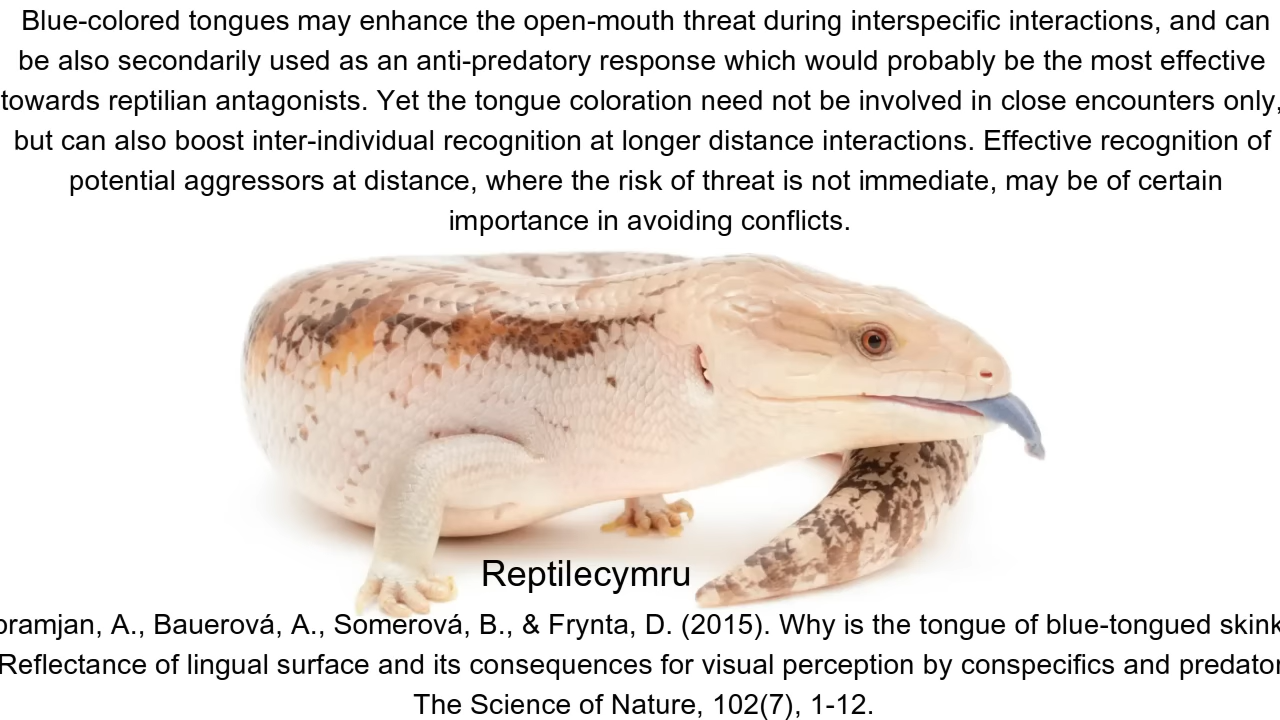 Blue-colored tongues may enhance the open-mouth threat during interspecific interactions, and can
be also secondarily used as an anti-predatory response which would probably be the most effective
towards reptilian antagonists. Yet the tongue coloration need not be involved in close encounters only,
but can also boost inter-individual recognition at longer distance interactions. Effective recognition of
potential aggressors at distance, where the risk of threat is not immediate, may be of certain
importance in avoiding conflicts.
Reptilecymru
A., Bauerová, A., Somerová, B., & Frynta, D. (2015). Why is the tongue of blue-tongued skink
Reflectance of lingual surface and its consequences for visual perception by conspecifics and predator
The Science of Nature, 102(7), 1-12.